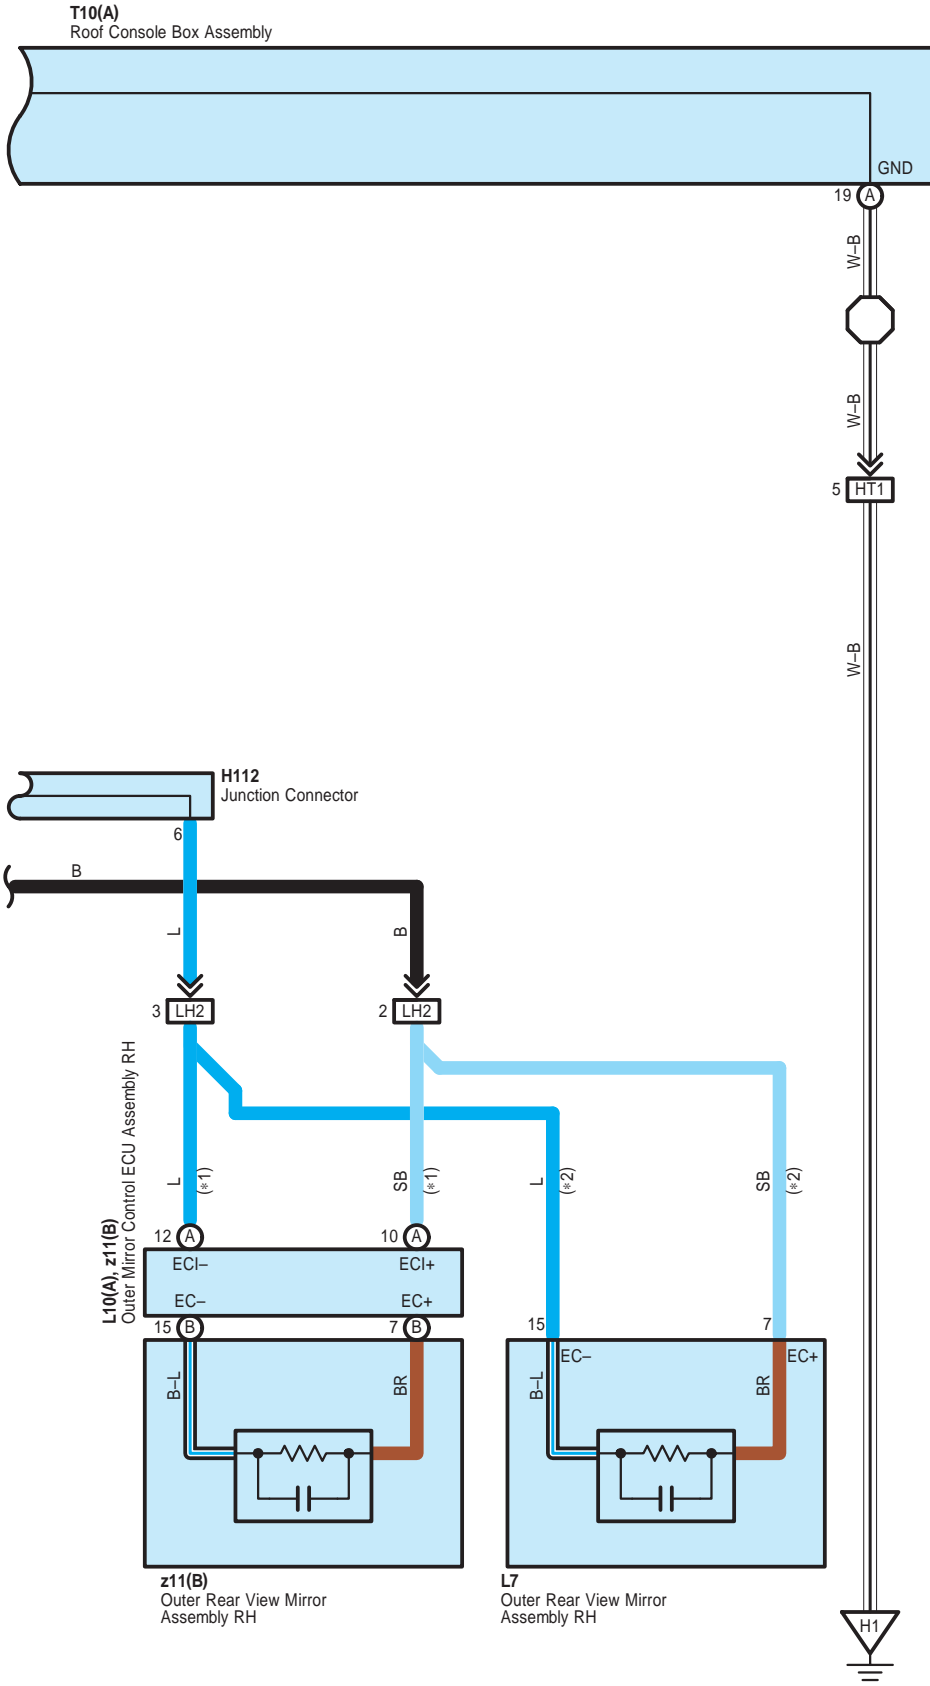 T10(A)
Roof Console Box Assembly
GND
19 A
W–B
W–B
5 HT1
W–B
H112
Junction Connector
6
B
L
B
3 LH2
2 LH2
L10(A), z11(B)
Outer Mirror Control ECU Assembly RH
L
(∗1)
SB
(∗1)
L
(∗2)
SB
(∗2)
12 A
10 A
ECI–
ECI+
EC–
EC+
15 B
7 B
15
7
EC–
EC+
B–L
BR
B–L
BR
z11(B)
Outer Rear View Mirror
Assembly RH
L7
Outer Rear View Mirror
Assembly RH
H1